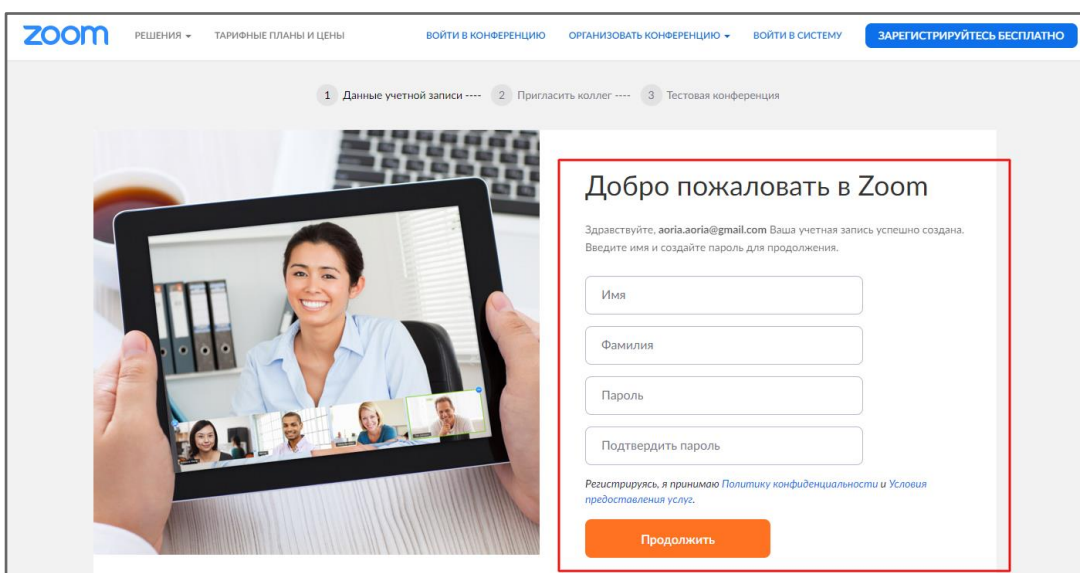 zoom РЕШЕНИЯ ТАРИФНЫЕ ПЛАНЫ И ЦЕНЫ ВОЙТИ В КОНФЕРЕНЦИЮ ОРГАНИЗОВАТЬ КОНФЕРЕНЦИЮ ВОЙТИ В СИСТЕМУ ЗАРЕГИСТРИРУЙТЕСЬ БЕСПЛАТНО
1 Данные учетной записи ---- 2 Пригласить коллег ---- 3 Тестовая конференция
Добро пожаловать в Zoom
Здравствуйте, aoria.aoria@gmail.com Ваша учетная запись успешно создана.
Введите имя и создайте пароль для продолжения.
Имя
Фамилия
Пароль
Подтвердить пароль
Регистрируясь, я принимаю Политику конфиденциальности и Условия
предоставления услуг.
Продолжить